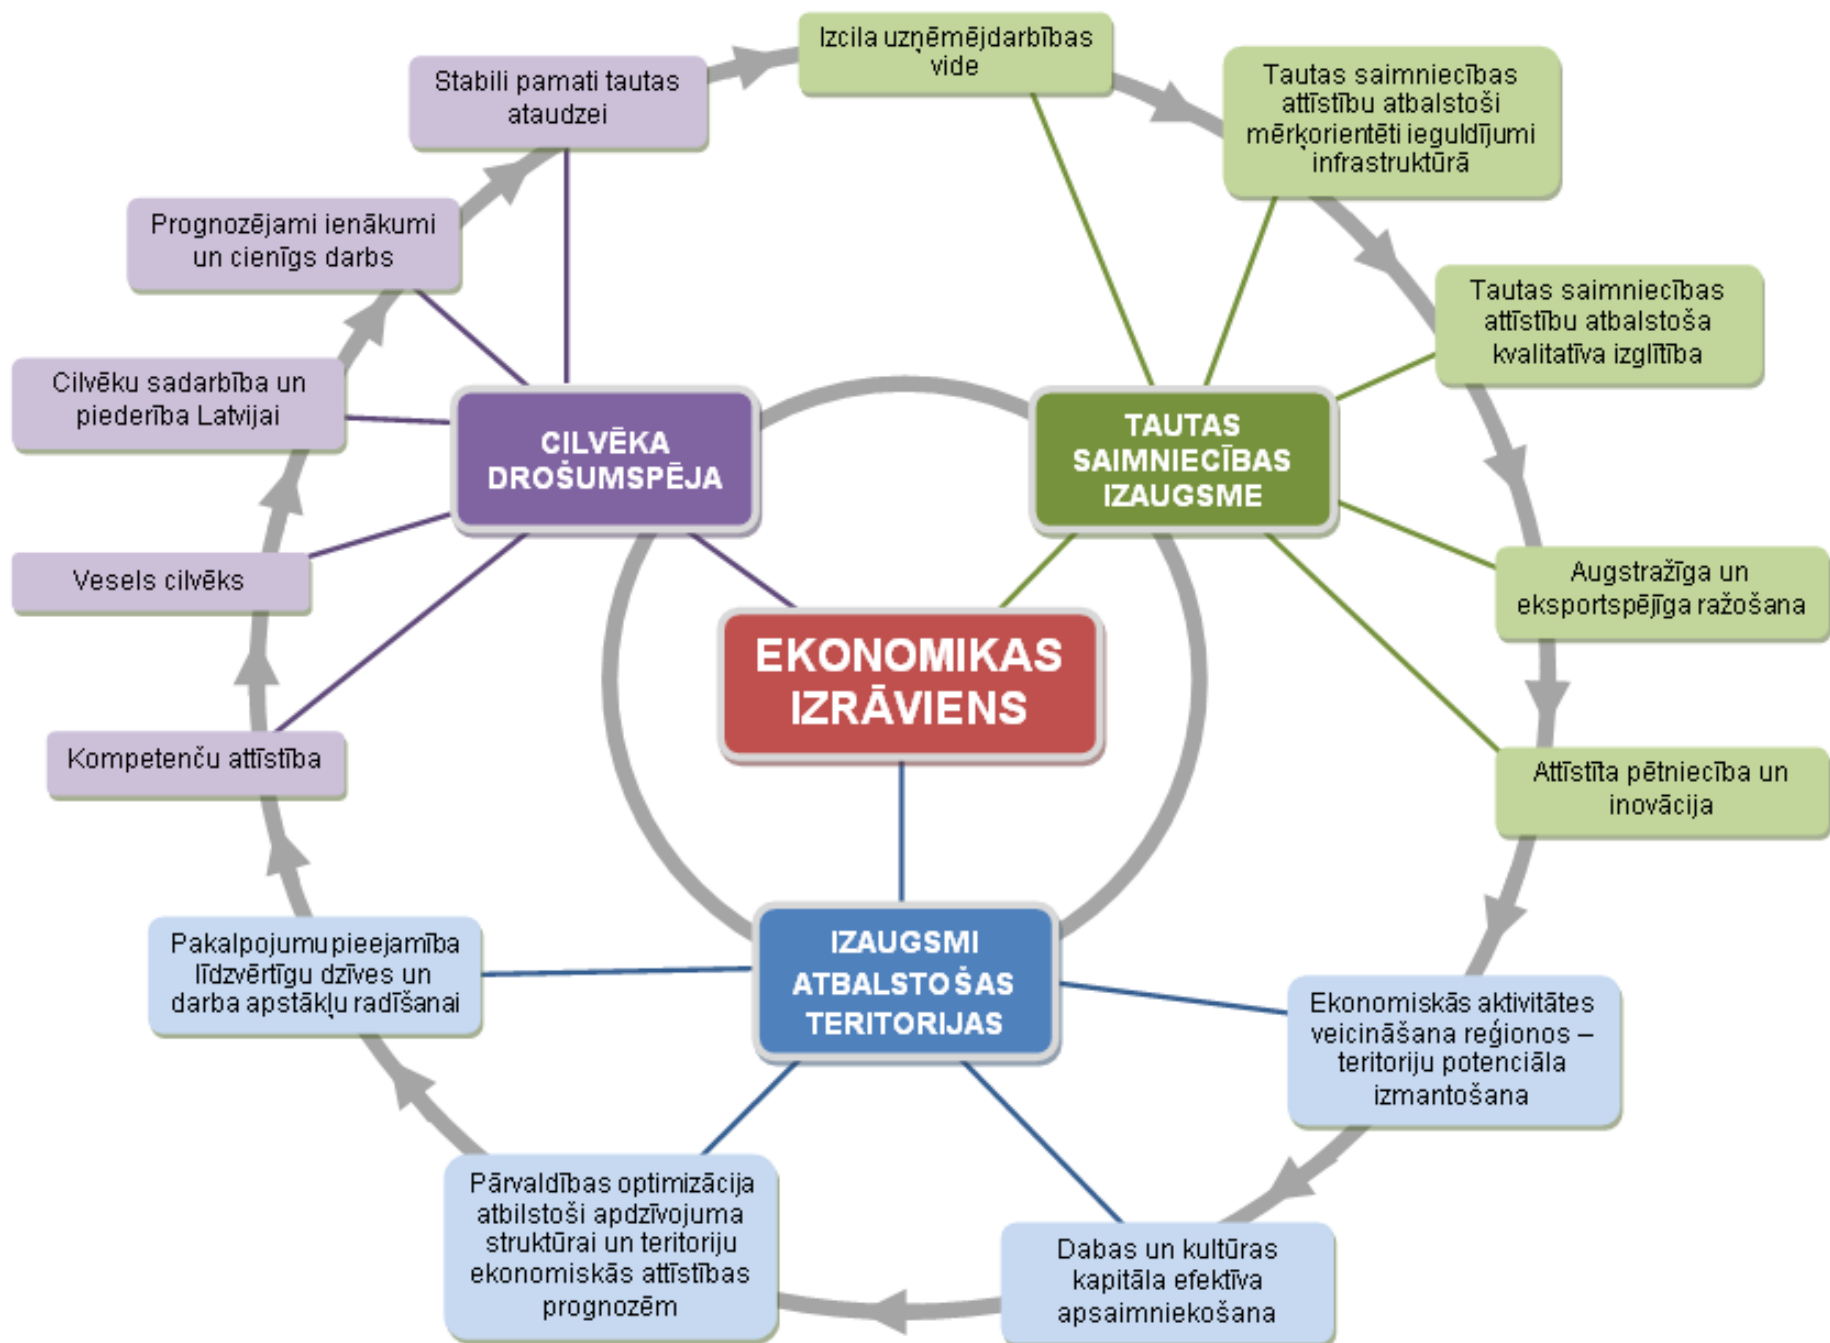 Izcila uzņēmējdarbības
vide
Stabili pamati tautas
ataudzei
Tautas saimniecības
attīstību atbalstoši
mērķorientēti ieguldījumi
infrastruktūrā
Prognozējami ienākumi
un cienīgs darbs
Tautas saimniecības
attīstību atbalstoša
kvalitatīva izglītība
Cilvēku sadarbība un
piederība Latvijai
CILVĒKA
DROŠUMSPĒJA
TAUTAS
SAIMNIECĪBAS
IZAUGSME
Vesels cilvēks
Augstražīga un
eksportspējīga ražošana
EKONOMIKAS
IZRĀVIENS
Kompetenču attīstība
Attīstīta pētniecība un
inovācija
Pakalpojumu pieejamība
līdzvērtīgu dzīves un
darba apstākļu radīšanai
IZAUGSMI
ATBALSTOŠAS
TERITORIJAS
Ekonomiskās aktivitātes
veicināšana reģionos –
teritoriju potenciāla
izmantošana
Pārvaldības optimizācija
atbilstoši apdzīvojuma
struktūrai un teritoriju
ekonomiskās attīstības
prognozēm
Dabas un kultūras
kapitāla efektīva
apsaimniekošana